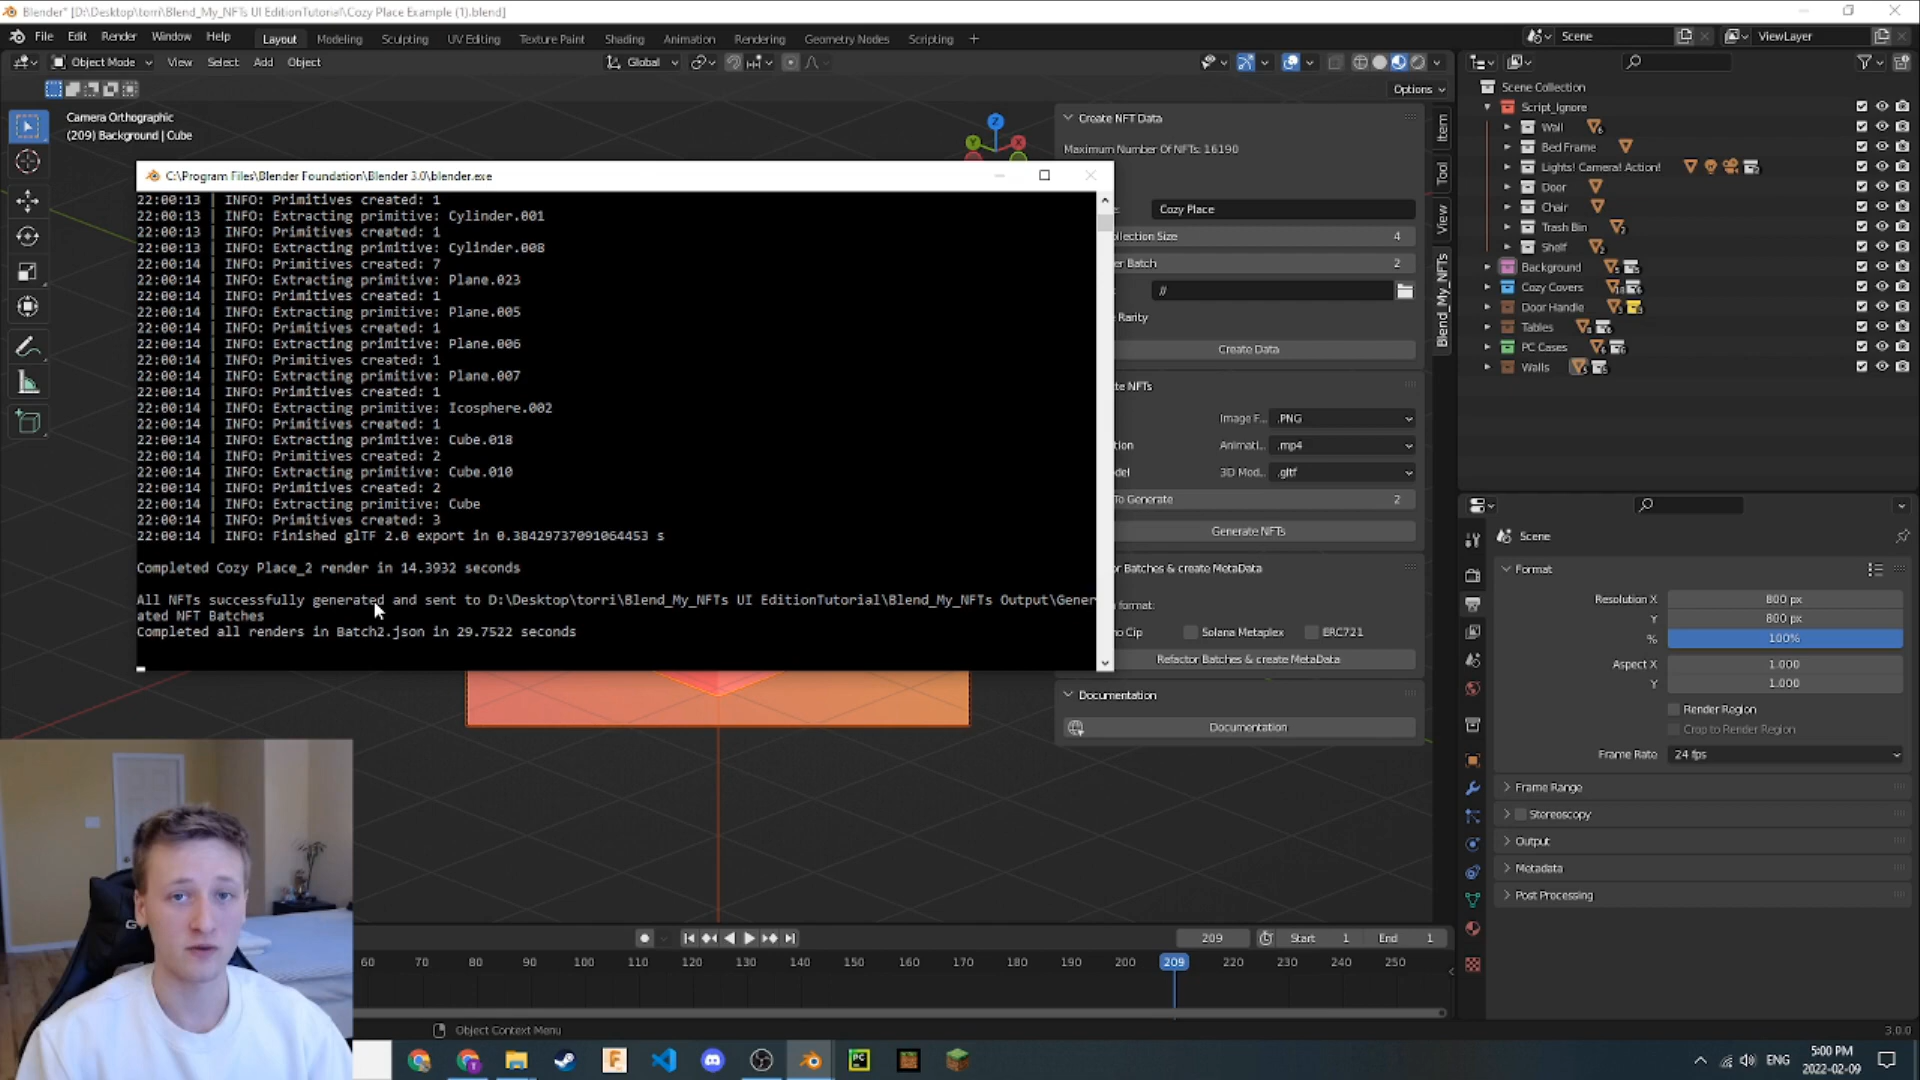 Blender* [D:\Desktop\torri\Blend_My_NFTs UI EditionTutorial\Cozy Place Example (1).blend]
File Edit Render Window Help Layout Modeling Sculpting UV Editing Texture Paint Shading Animation Rendering Geometry Nodes Scripting + Scene ViewLayer
Object Mode View Select Add Object Global
Options
Camera Orthographic
(209) Background | Cube
Z
Y
X
C:\Program Files\Blender Foundation\Blender 3.0\blender.exe
22:00:13 | INFO: Primitives created: 1
22:00:13 | INFO: Extracting primitive: Cylinder.001
22:00:13 | INFO: Primitives created: 1
22:00:13 | INFO: Extracting primitive: Cylinder.008
22:00:14 | INFO: Primitives created: 7
22:00:14 | INFO: Extracting primitive: Plane.023
22:00:14 | INFO: Primitives created: 1
22:00:14 | INFO: Extracting primitive: Plane.005
22:00:14 | INFO: Primitives created: 1
22:00:14 | INFO: Extracting primitive: Plane.006
22:00:14 | INFO: Primitives created: 1
22:00:14 | INFO: Extracting primitive: Plane.007
22:00:14 | INFO: Primitives created: 1
22:00:14 | INFO: Extracting primitive: Icosphere.002
22:00:14 | INFO: Primitives created: 1
22:00:14 | INFO: Extracting primitive: Cube.018
22:00:14 | INFO: Primitives created: 2
22:00:14 | INFO: Extracting primitive: Cube.010
22:00:14 | INFO: Primitives created: 2
22:00:14 | INFO: Extracting primitive: Cube
22:00:14 | INFO: Primitives created: 3
22:00:14 | INFO: Finished glTF 2.0 export in 0.38429737091064453 s
Completed Cozy Place_2 render in 14.3932 seconds
All NFTs successfully generated and sent to D:\Desktop\torri\Blend_My_NFTs UI EditionTutorial\Blend_My_NFTs Output\Gener
ated NFT Batches
Completed all renders in Batch2.json in 29.7522 seconds
Create NFT Data
Maximum Number Of NFTs: 16190
Cozy Place
ollection Size 4
er Batch 2
//
e Rarity
Create Data
te NFTs
Image F... .PNG
tion Animati... .mp4
del 3D Mod... .gltf
To Generate 2
Generate NFTs
or Batches & create MetaData
format:
no Cip Solana Metaplex ERC721
Refactor Batches & create MetaData
Documentation
Documentation
Item
Tool
View
Blend_My_NFTs
Scene Collection
Script_Ignore
Wall
Bed Frame
Lights! Camera! Action!
Door
Chair
Trash Bin
Shelf
Background
Cozy Covers
Door Handle
Tables
PC Cases
Walls
Scene
Format
Resolution X 800 px
Y 800 px
% 100%
Aspect X 1.000
Y 1.000
Render Region
Crop to Render Region
Frame Rate 24 fps
Frame Range
Stereoscopy
Output
Metadata
Post Processing
209 Start 1 End 1
60 70 80 90 100 110 120 130 140 150 160 170 180 190 200 209 220 230 240 250
Object Context Menu
3.0.0
ENG
5:00 PM
2022-02-09